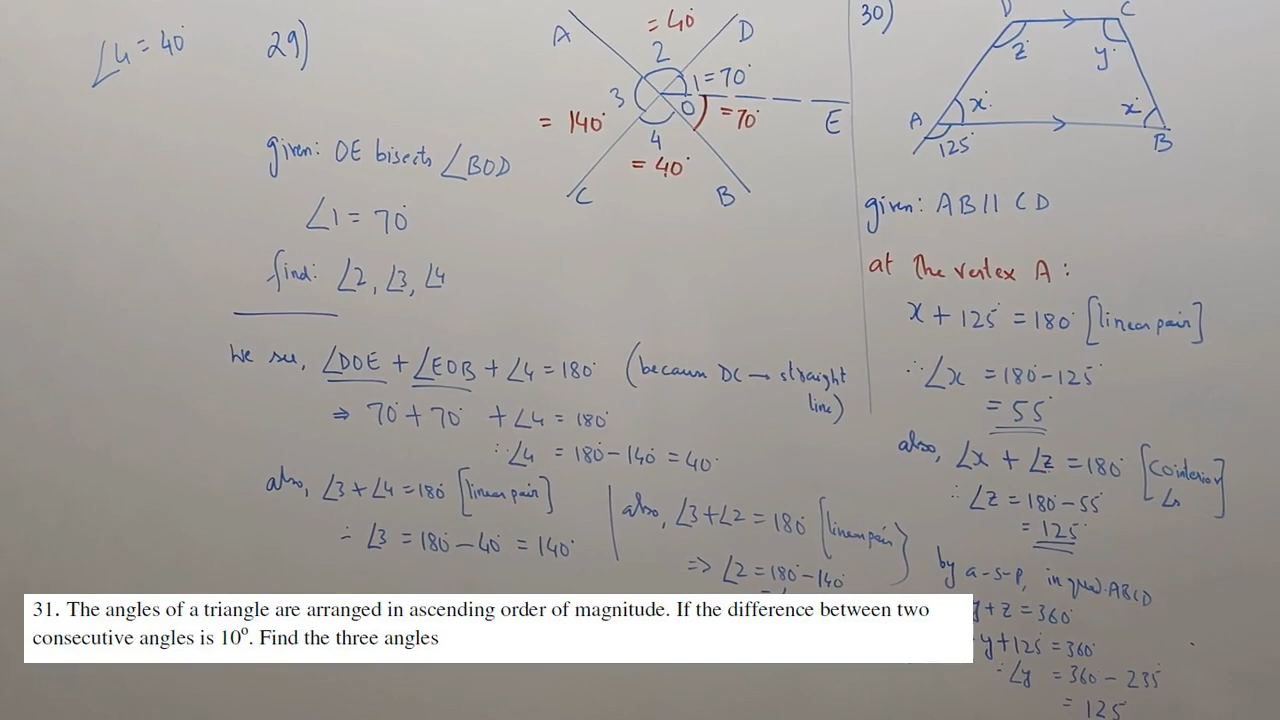 ∠4 = 40°
29)
A
= 40°
D
2
1 = 70°
3
O
= 70°
E
= 140°
4
= 40°
C
B
given: OE bisects ∠BOD
∠1 = 70°
find: ∠2, ∠3, ∠4
We see, ∠DOE + ∠EOB + ∠4 = 180° (because DC → straight
line)
⇒ 70° + 70° + ∠4 = 180°
∴ ∠4 = 180° - 140° = 40°
also, ∠3 + ∠4 = 180° [linear pair]
∴ ∠3 = 180° - 40° = 140°
also, ∠3 + ∠2 = 180° [linear pair]
=> ∠2 = 180° - 140°
30)
D
C
z
y
A
x°
x°
B
125°
given: AB || CD
at the vertex A:
x + 125° = 180° [linear pair]
∴ ∠x = 180° - 125°
= 55°
also, ∠x + ∠z = 180° [Cointerior
∠s]
∴ ∠z = 180° - 55°
= 125°
by a-s-p, in quad. ABCD
y + z = 360°
y + 125° = 360°
∴ ∠y = 360 - 235°
= 125
31. The angles of a triangle are arranged in ascending order of magnitude. If the difference between two
consecutive angles is 10°. Find the three angles